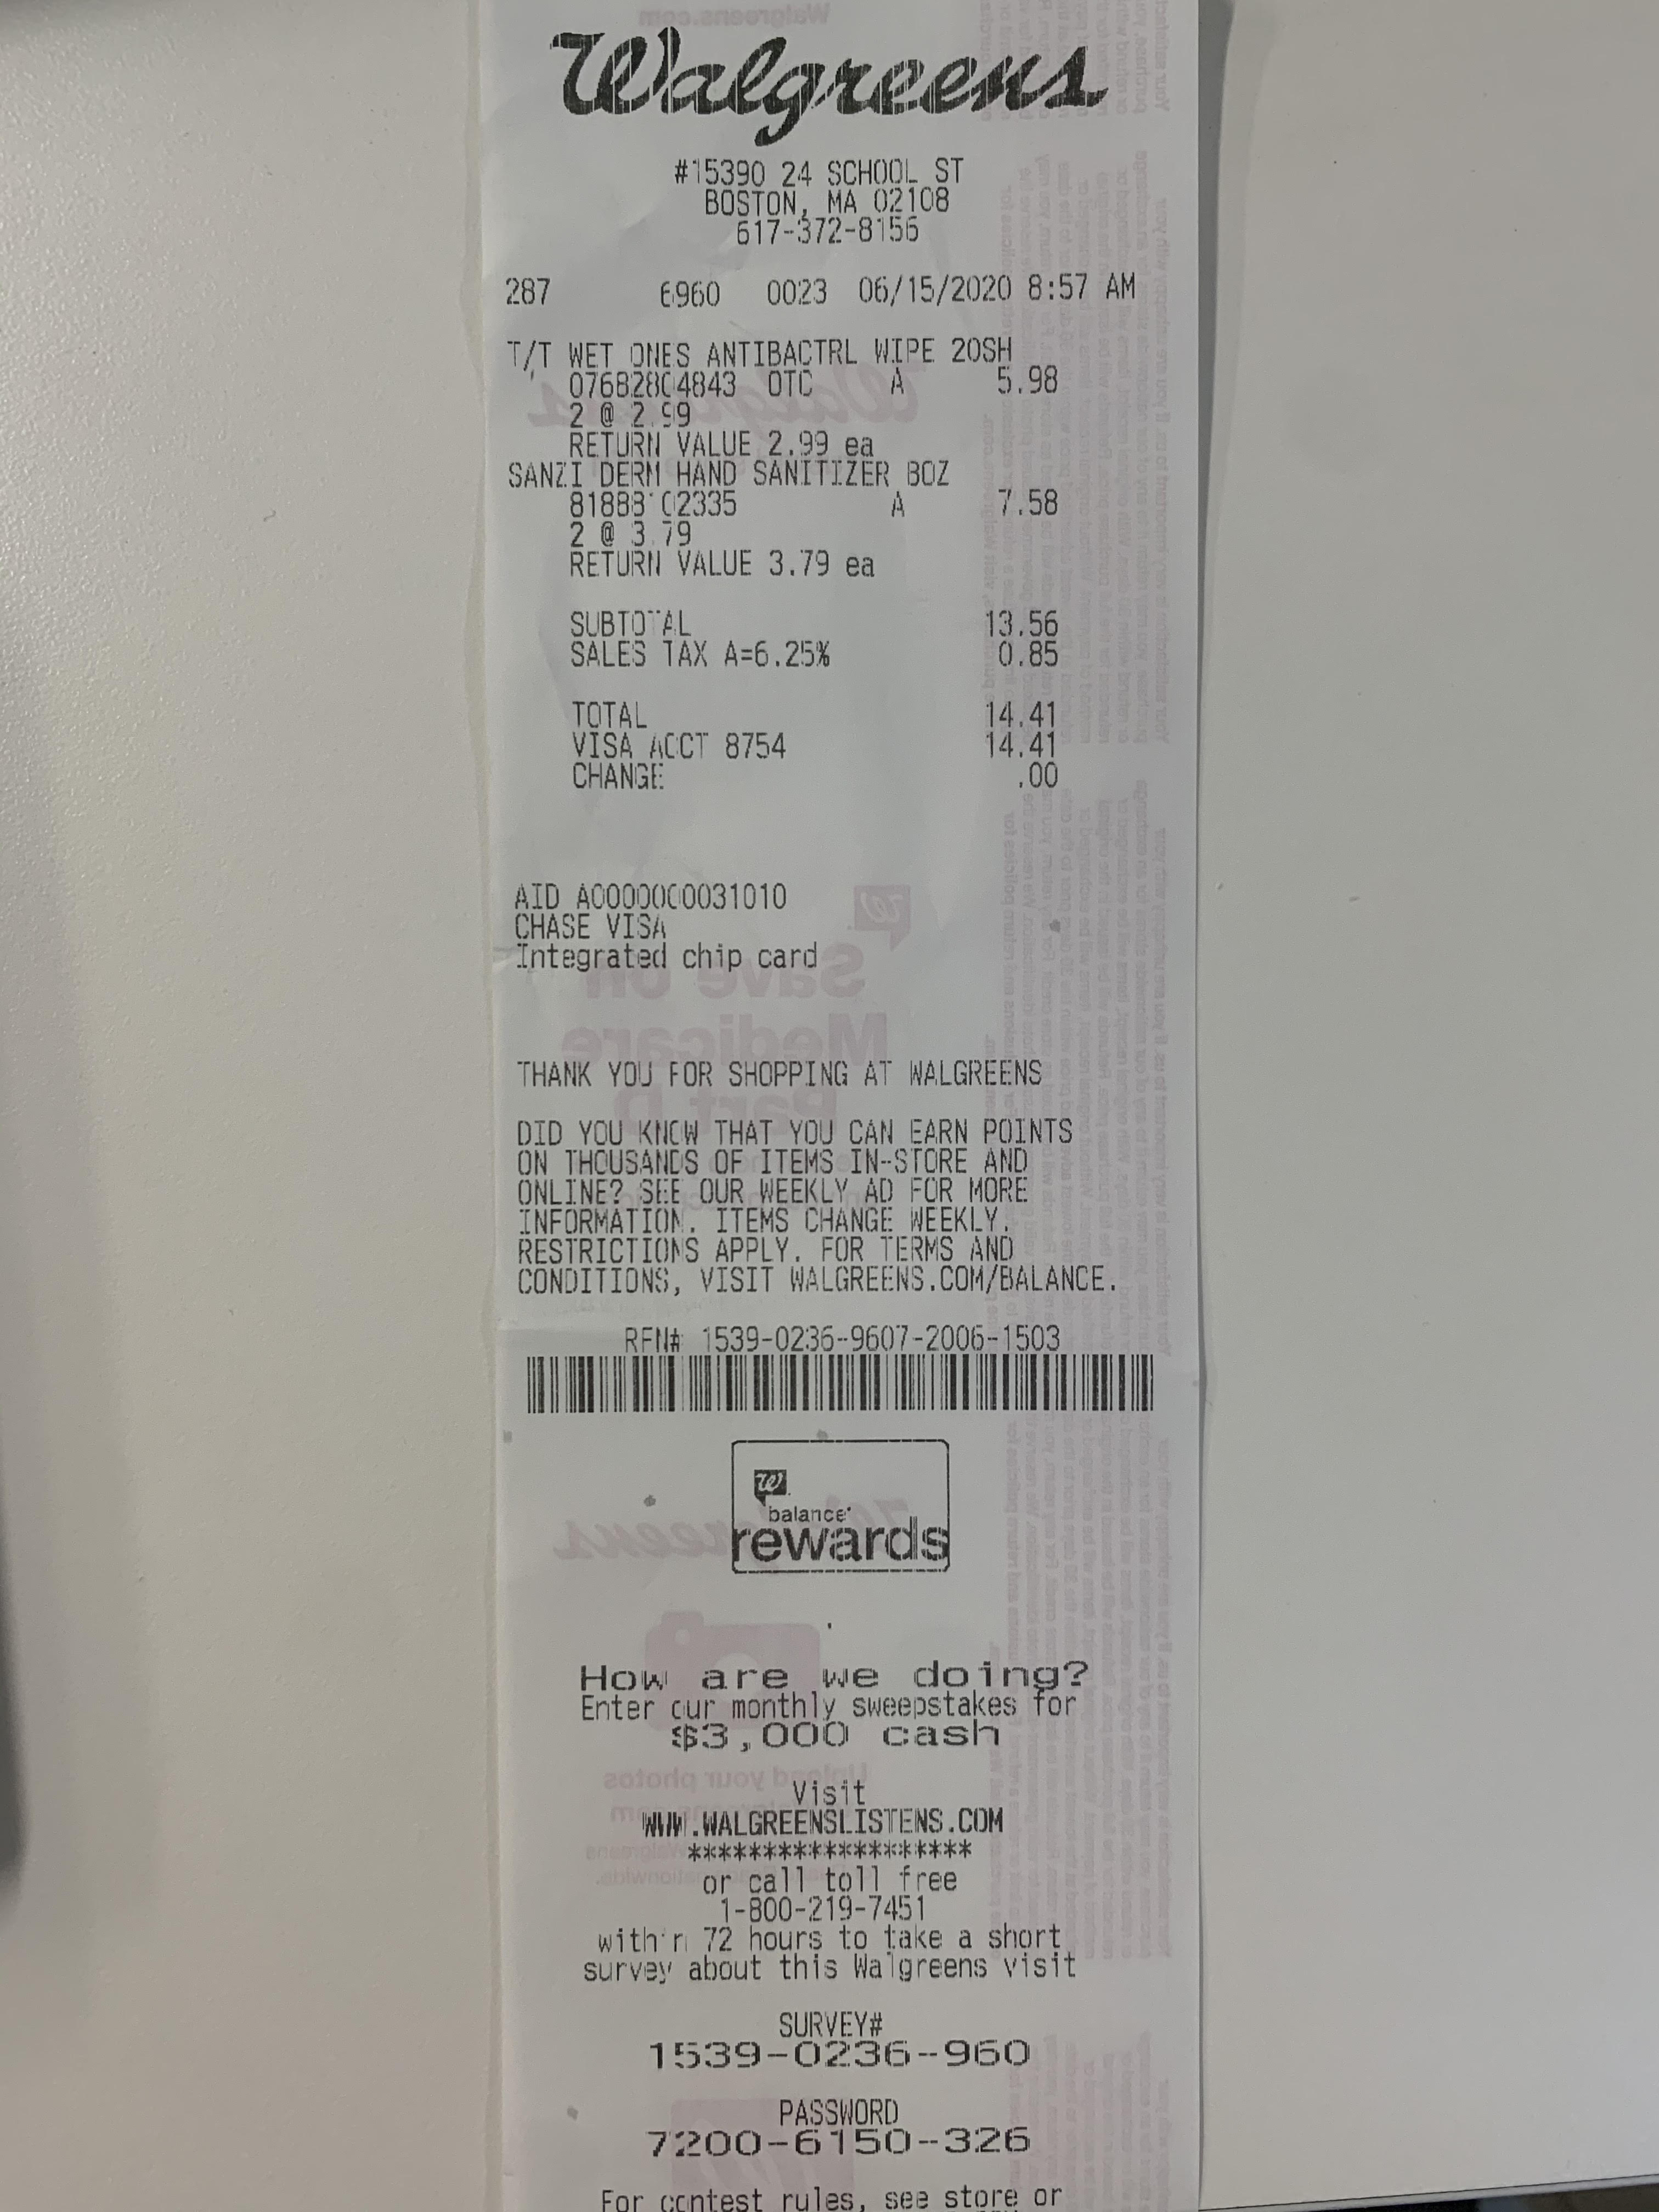 Walgreens
#15390 24 SCHOOL ST
BOSTON, MA 02108
617-372-8156
287 6960 0023 06/15/2020 8:57 AM
T/T WET ONES ANTIBACTRL WIPE 20SH
07682804843 OTC A 5.98
2 @ 2.99
RETURN VALUE 2.99 ea
SANZI DERM HAND SANITIZER 8OZ
81888102335 A 7.58
2 @ 3.79
RETURN VALUE 3.79 ea
SUBTOTAL 13.56
SALES TAX A=6.25% 0.85
TOTAL 14.41
VISA ACCT 8754 14.41
CHANGE .00
AID A0000000031010
CHASE VISA
Integrated chip card
THANK YOU FOR SHOPPING AT WALGREENS
DID YOU KNOW THAT YOU CAN EARN POINTS
ON THOUSANDS OF ITEMS IN-STORE AND
ONLINE? SEE OUR WEEKLY AD FOR MORE
INFORMATION. ITEMS CHANGE WEEKLY.
RESTRICTIONS APPLY. FOR TERMS AND
CONDITIONS, VISIT WALGREENS.COM/BALANCE.
RFN# 1539-0236-9607-2006-1503
W
balance
rewards
How are we doing?
Enter our monthly sweepstakes for
$3,000 cash
Visit
WWW.WALGREENSLISTENS.COM
*******************
or call toll free
1-800-219-7451
within 72 hours to take a short
survey about this Walgreens visit
SURVEY#
1539-0236-960
PASSWORD
7200-6150-326
For contest rules, see store or